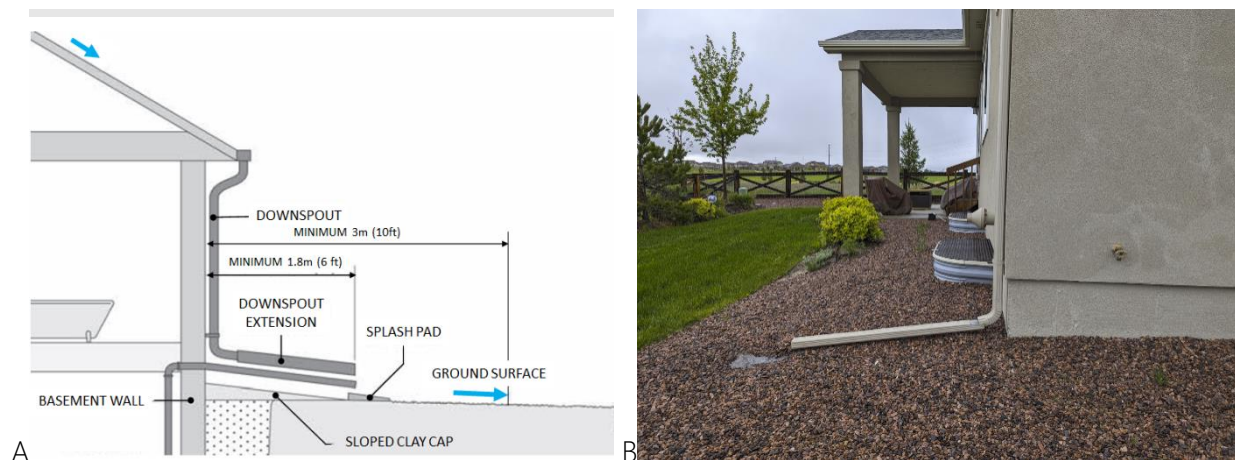 DOWNSPOUT
MINIMUM 3m (10ft)
MINIMUM 1.8m (6 ft)
DOWNSPOUT
EXTENSION
SPLASH PAD
GROUND SURFACE
BASEMENT WALL
SLOPED CLAY CAP
A
B